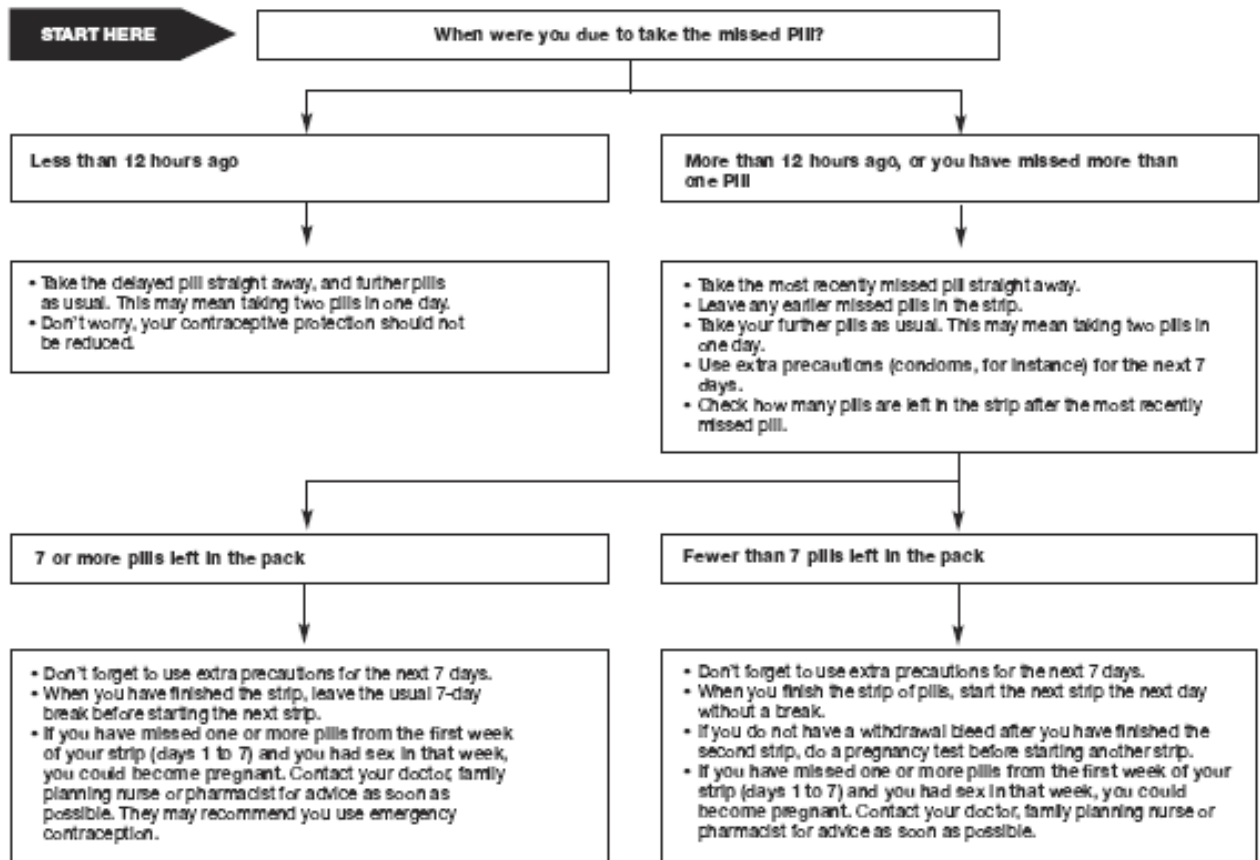 START HERE
When were you due to take the missed Pill?
Less than 12 hours ago
More than 12 hours ago, or you have missed more than
one Pill
• Take the delayed pill straight away, and further pills
as usual. This may mean taking two pills in one day.
• Don't worry, your contraceptive protection should not
be reduced.
• Take the most recently missed pill straight away.
• Leave any earlier missed pills in the strip.
• Take your further pills as usual. This may mean taking two pills in
one day.
• Use extra precautions (condoms, for instance) for the next 7
days.
• Check how many pills are left in the strip after the most recently
missed pill.
7 or more pills left in the pack
Fewer than 7 pills left in the pack
• Don't forget to use extra precautions for the next 7 days.
• When you have finished the strip, leave the usual 7-day
break before starting the next strip.
• If you have missed one or more pills from the first week
of your strip (days 1 to 7) and you had sex in that week,
you could become pregnant. Contact your doctor, family
planning nurse or pharmacist for advice as soon as
possible. They may recommend you use emergency
contraception.
• Don't forget to use extra precautions for the next 7 days.
• When you finish the strip of pills, start the next strip the next day
without a break.
• If you do not have a withdrawal bleed after you have finished the
second strip, do a pregnancy test before starting another strip.
• If you have missed one or more pills from the first week of your
strip (days 1 to 7) and you had sex in that week, you could
become pregnant. Contact your doctor, family planning nurse or
pharmacist for advice as soon as possible.